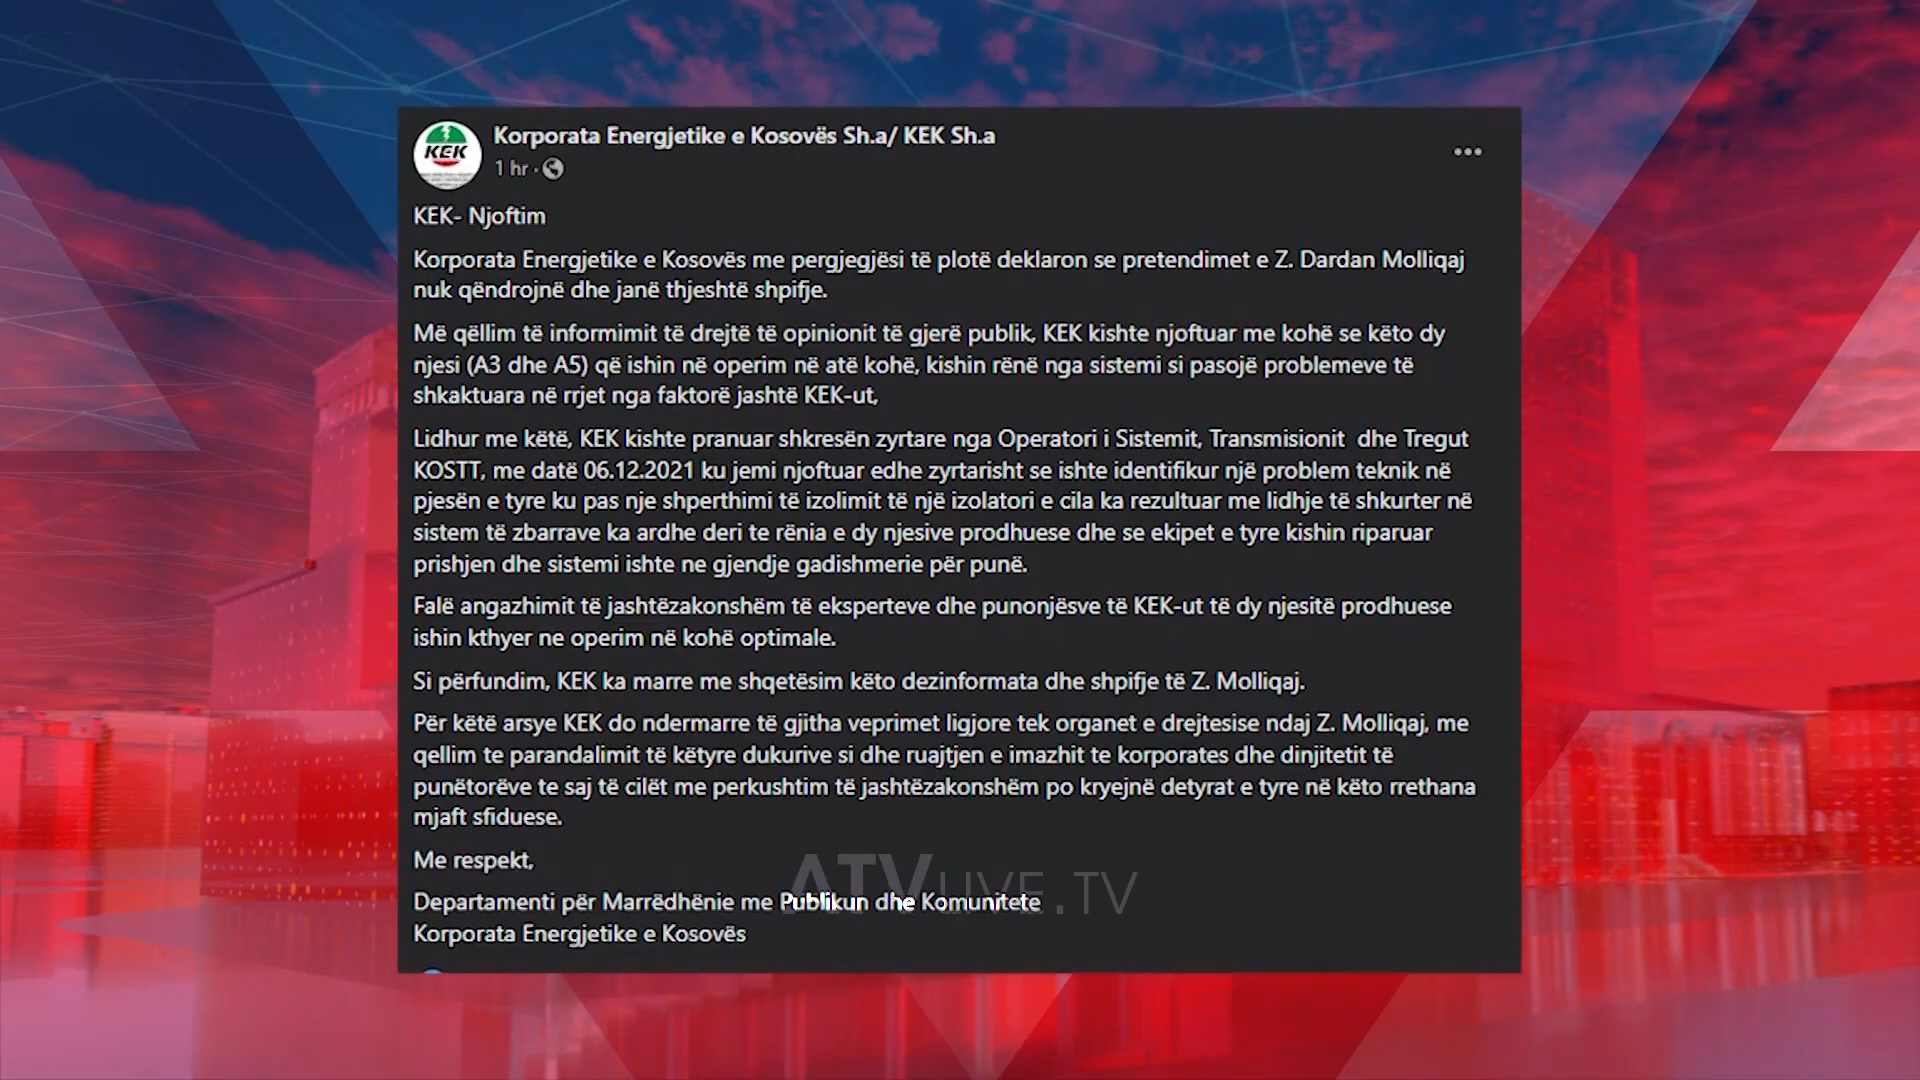 KEK
Korporata Energjetike e Kosovës Sh.a/ KEK Sh.a
1 hr ·
KEK- Njoftim
Korporata Energjetike e Kosovës me pergjegjësi të plotë deklaron se pretendimet e Z. Dardan Molliqaj
nuk qëndrojnë dhe janë thjeshtë shpifje.
Më qëllim të informimit të drejtë të opinionit të gjerë publik, KEK kishte njoftuar me kohë se këto dy
njesi (A3 dhe A5) që ishin në operim në atë kohë, kishin rënë nga sistemi si pasojë problemeve të
shkaktuara në rrjet nga faktorë jashtë KEK-ut,
Lidhur me këtë, KEK kishte pranuar shkresën zyrtare nga Operatori i Sistemit, Transmisionit dhe Tregut
KOSTT, me datë 06.12.2021 ku jemi njoftuar edhe zyrtarisht se ishte identifikur një problem teknik në
pjesën e tyre ku pas nje shperthimi të izolimit të një izolatori e cila ka rezultuar me lidhje të shkurter në
sistem të zbarrave ka ardhe deri te rënia e dy njesive prodhuese dhe se ekipet e tyre kishin riparuar
prishjen dhe sistemi ishte ne gjendje gadishmerie për punë.
Falë angazhimit të jashtëzakonshëm të eksperteve dhe punonjësve të KEK-ut të dy njesitë prodhuese
ishin kthyer ne operim në kohë optimale.
Si përfundim, KEK ka marre me shqetësim këto dezinformata dhe shpifje të Z. Molliqaj.
Për këtë arsye KEK do ndermarre të gjitha veprimet ligjore tek organet e drejtesise ndaj Z. Molliqaj, me
qellim te parandalimit të këtyre dukurive si dhe ruajtjen e imazhit te korporates dhe dinjitetit të
punëtorëve te saj të cilët me perkushtim të jashtëzakonshëm po kryejnë detyrat e tyre në këto rrethana
mjaft sfiduese.
Me respekt,
ATVLIVE.TV
Departamenti për Marrëdhënie me Publikun dhe Komunitete
Korporata Energjetike e Kosovës